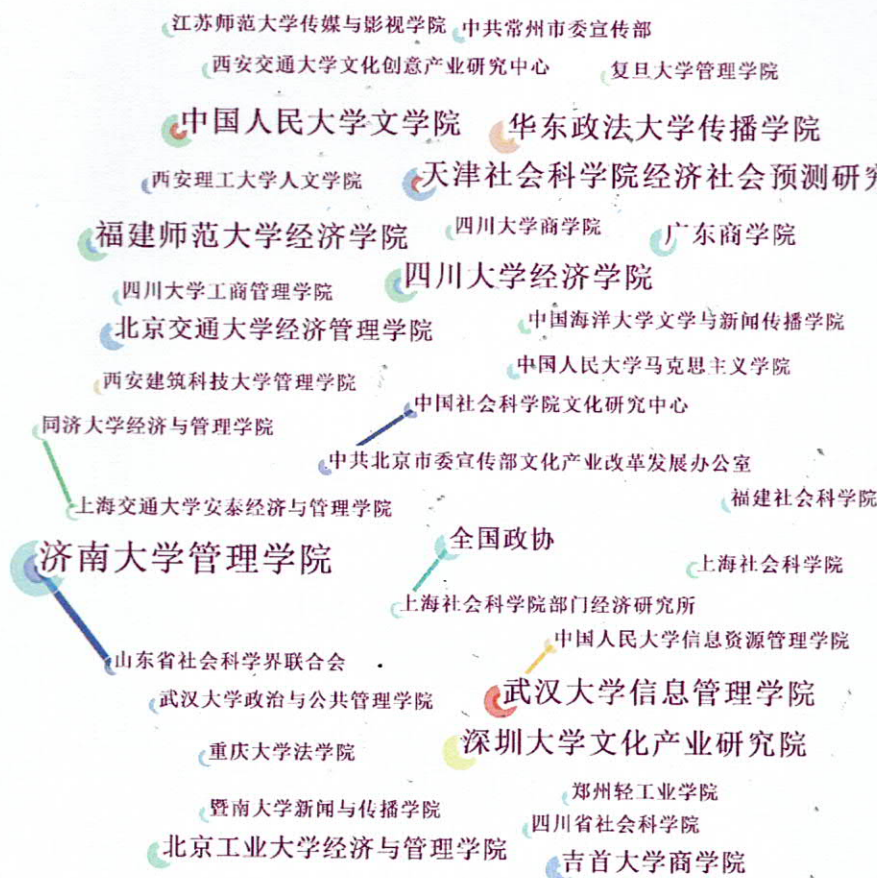 江苏师范大学传媒与影视学院 中共常州市委宣传部
西安交通大学文化创意产业研究中心 复旦大学管理学院
中国人民大学文学院 华东政法大学传播学院
西安理工大学人文学院 天津社会科学院经济社会预测研究
福建师范大学经济学院 四川大学商学院 广东商学院
四川大学工商管理学院 四川大学经济学院
北京交通大学经济管理学院 中国海洋大学文学与新闻传播学院
西安建筑科技大学管理学院 中国人民大学马克思主义学院
同济大学经济与管理学院 中国社会科学院文化研究中心
中共北京市委宣传部文化产业改革发展办公室
上海交通大学安泰经济与管理学院 福建社会科学院
济南大学管理学院 全国政协 上海社会科学院
上海社会科学院部门经济研究所
山东省社会科学界联合会 中国人民大学信息资源管理学院
武汉大学政治与公共管理学院 武汉大学信息管理学院
重庆大学法学院 深圳大学文化产业研究院
暨南大学新闻与传播学院 郑州轻工业学院
四川省社会科学院
北京工业大学经济与管理学院 吉首大学商学院